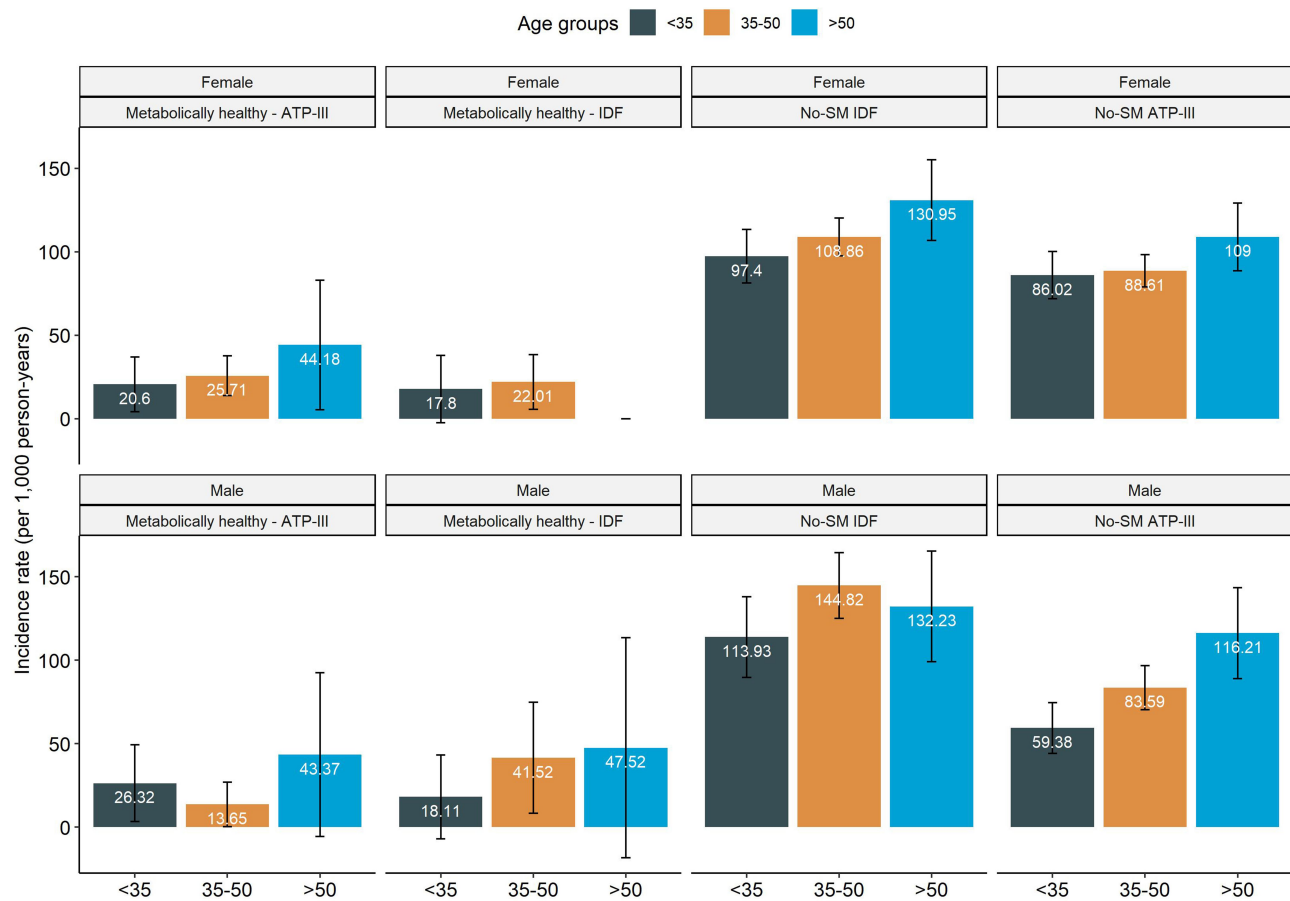 Age groups <35 35-50 >50
Female Female Female Female
Metabolically healthy - ATP-III Metabolically healthy - IDF No-SM IDF No-SM ATP-III
Incidence rate (per 1,000 person-years)
150
100
50
0
20.6 25.71 44.18
17.8 22.01
97.4 108.86 130.95
86.02 88.61 109
Male Male Male Male
Metabolically healthy - ATP-III Metabolically healthy - IDF No-SM IDF No-SM ATP-III
150
100
50
0
26.32 13.65 43.37
18.11 41.52 47.52
113.93 144.82 132.23
59.38 83.59 116.21
<35 35-50 >50 <35 35-50 >50 <35 35-50 >50 <35 35-50 >50